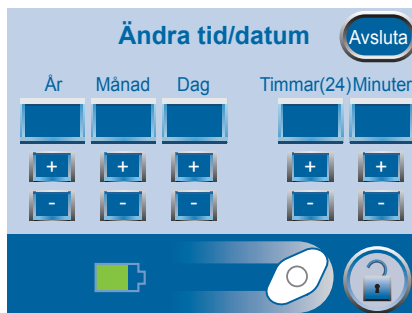 Ändra tid/datum
Avsluta
År Månad Dag Timmar(24) Minuter
+ + + + +
- - - - -